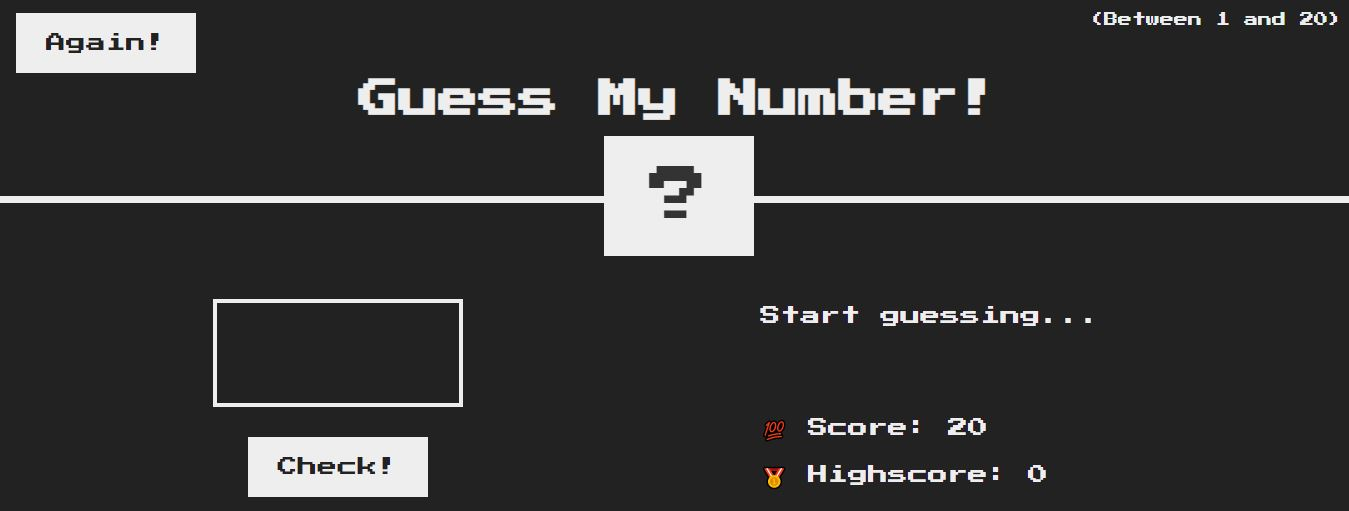 Again!
(Between 1 and 20)
Guess My Number!
?
Start guessing...
Check!
💯 Score: 20
🥇 Highscore: 0